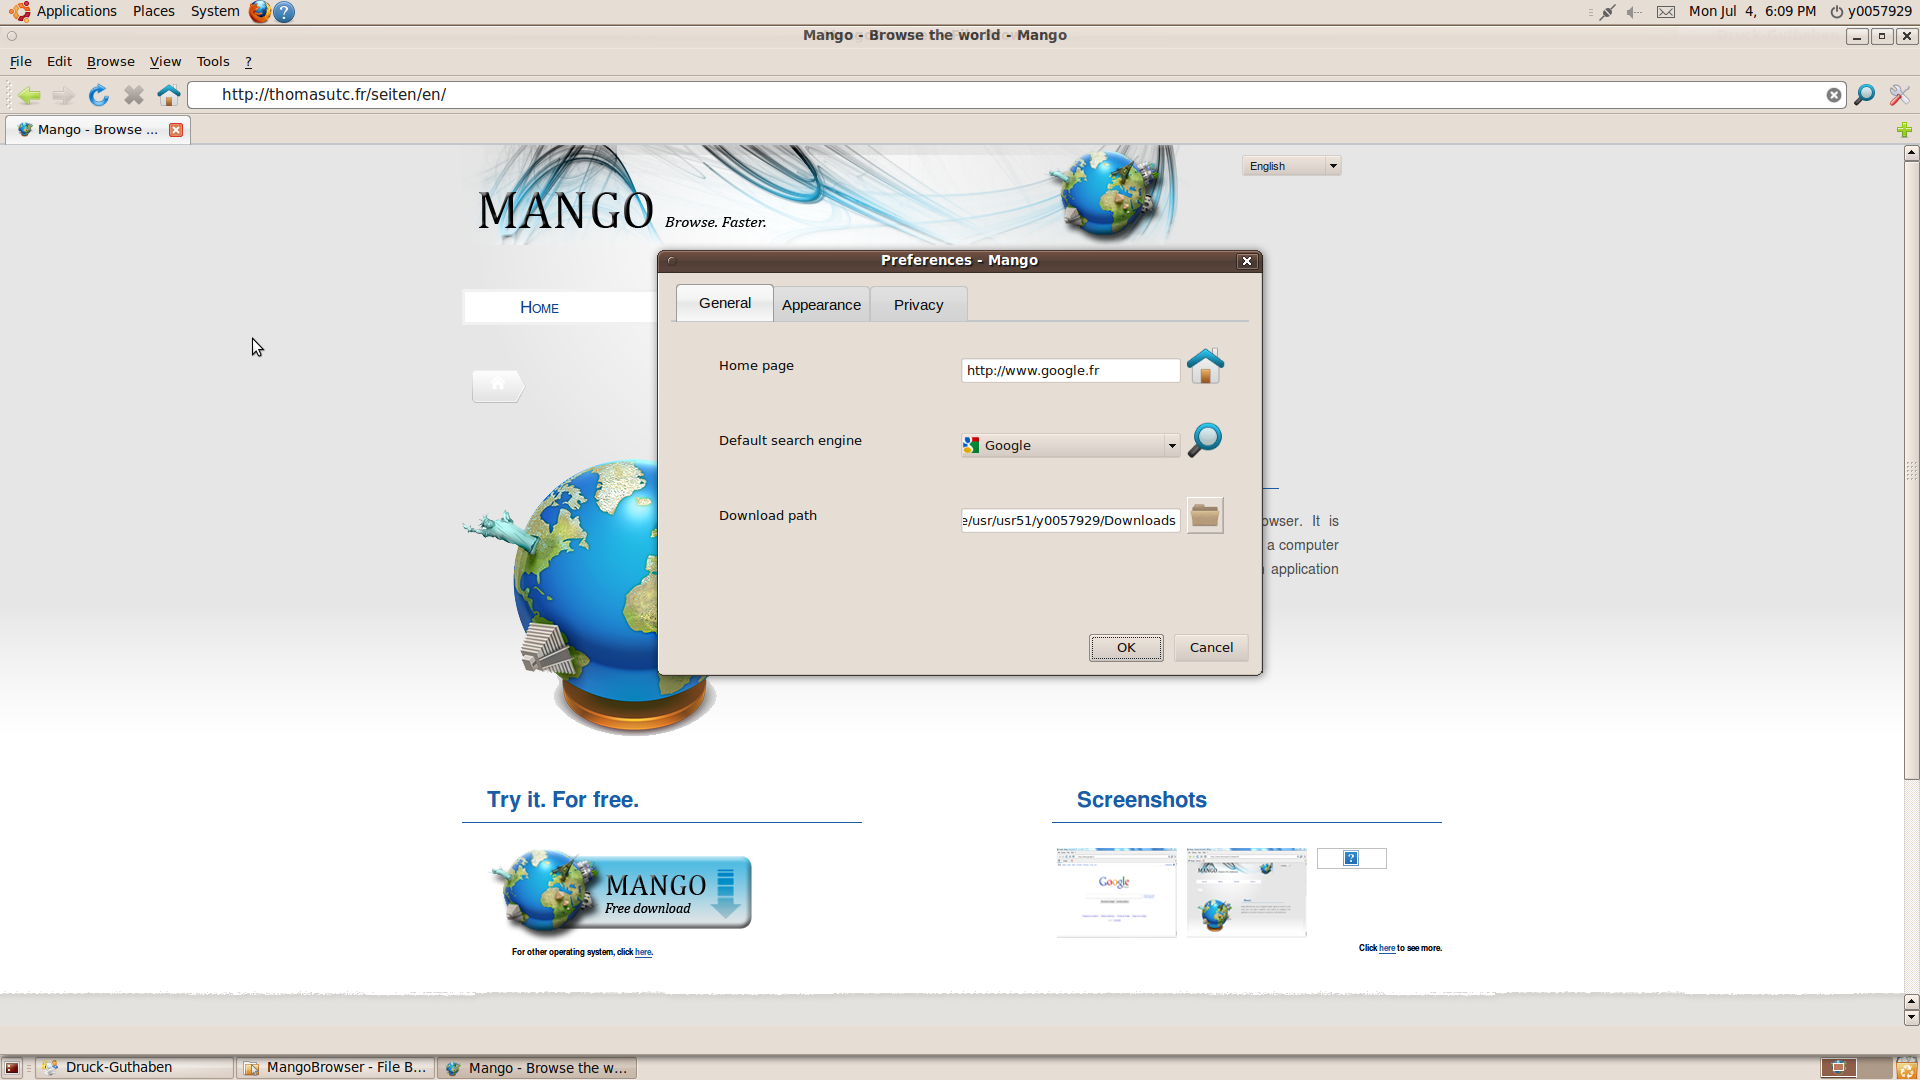 Applications Places System
Mon Jul 4, 6:09 PM y0057929
Mango - Browse the world - Mango
File Edit Browse View Tools ?
http://thomasutc.fr/seiten/en/
Mango - Browse ...
English
MANGO Browse. Faster.
Preferences - Mango
General Appearance Privacy
HOME
Home page http://www.google.fr
Default search engine Google
Download path e/usr/usr51/y0057929/Downloads
owser. It is
a computer
application
OK Cancel
Try it. For free.
Screenshots
MANGO
Free download
Google
MANGO
?
For other operating system, click here.
Click here to see more.
Druck-Guthaben
MangoBrowser - File B...
Mango - Browse the w...